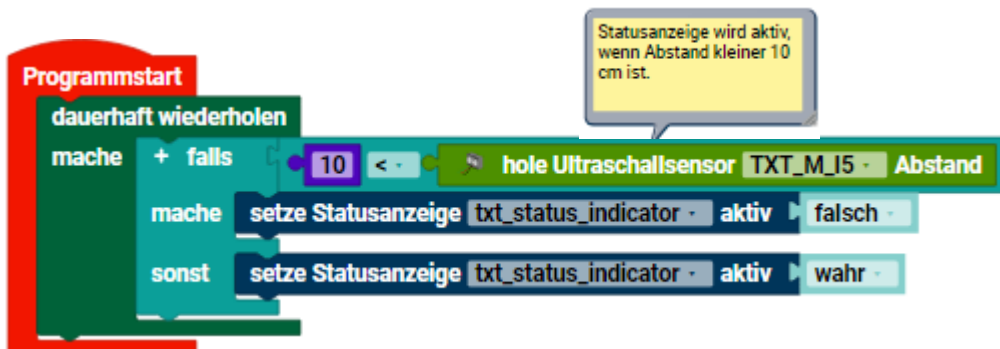 Statusanzeige wird aktiv,
wenn Abstand kleiner 10
cm ist.
Programmstart
dauerhaft wiederholen
mache + falls 10 < hole Ultraschallsensor TXT_M_I5 Abstand
mache setze Statusanzeige txt_status_indicator aktiv falsch
sonst setze Statusanzeige txt_status_indicator aktiv wahr